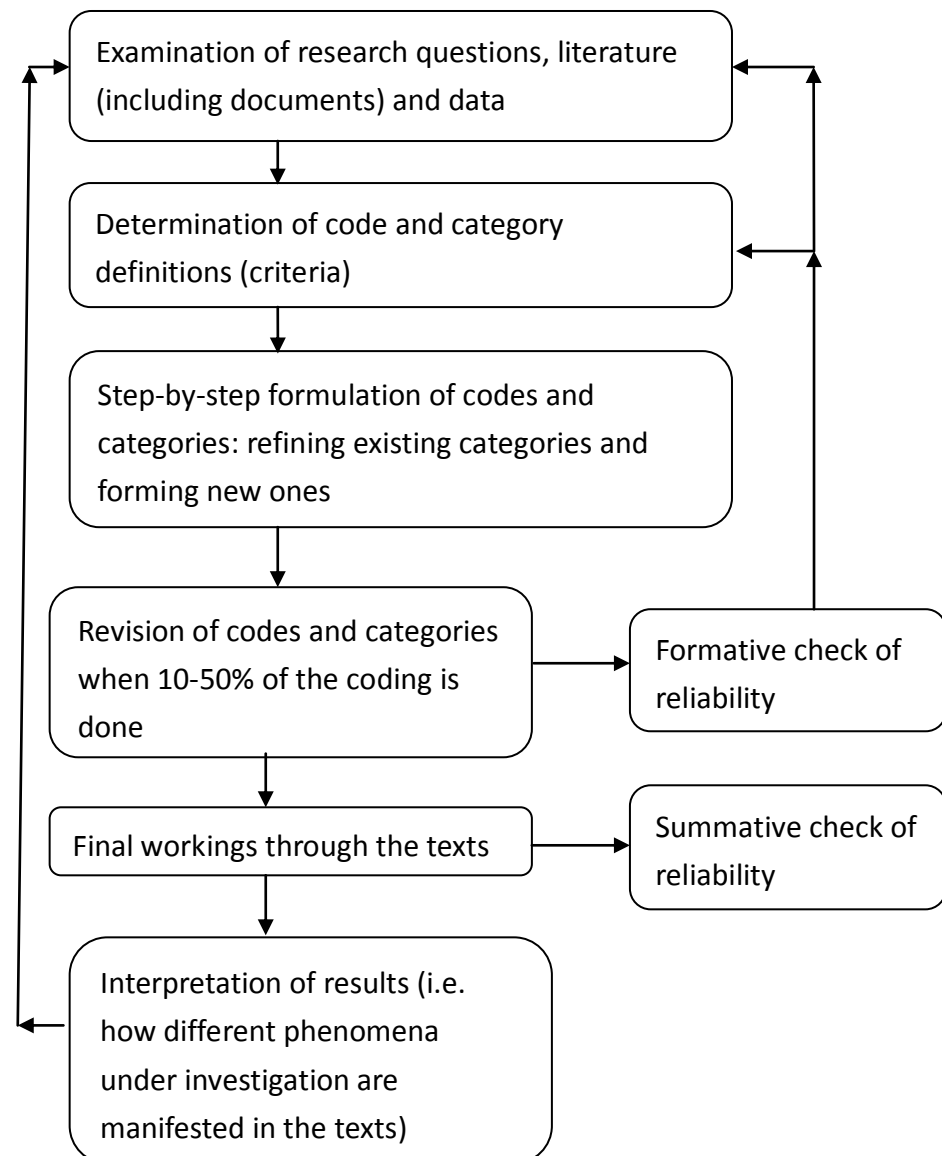 Examination of research questions, literature
(including documents) and data
Determination of code and category
definitions (criteria)
Step-by-step formulation of codes and
categories: refining existing categories and
forming new ones
Revision of codes and categories
when 10-50% of the coding is
done
Formative check of
reliability
Final workings through the texts
Summative check of
reliability
Interpretation of results (i.e.
how different phenomena
under investigation are
manifested in the texts)